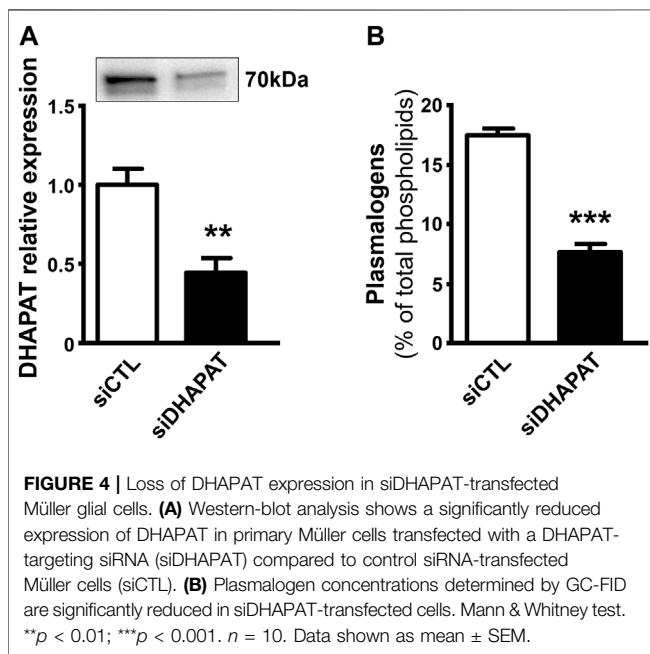 A
70kDa
DHAPAT relative expression
1.5
1.0
0.5
0
**
siCTL
siDHAPAT
B
Plasmalogens
(% of total phospholipids)
20
15
10
5
0
***
siCTL
siDHAPAT
FIGURE 4 | Loss of DHAPAT expression in siDHAPAT-transfected
Müller glial cells. (A) Western-blot analysis shows a significantly reduced
expression of DHAPAT in primary Müller cells transfected with a DHAPAT-
targeting siRNA (siDHAPAT) compared to control siRNA-transfected
Müller cells (siCTL). (B) Plasmalogen concentrations determined by GC-FID
are significantly reduced in siDHAPAT-transfected cells. Mann & Whitney test.
**p < 0.01; ***p < 0.001. n = 10. Data shown as mean ± SEM.